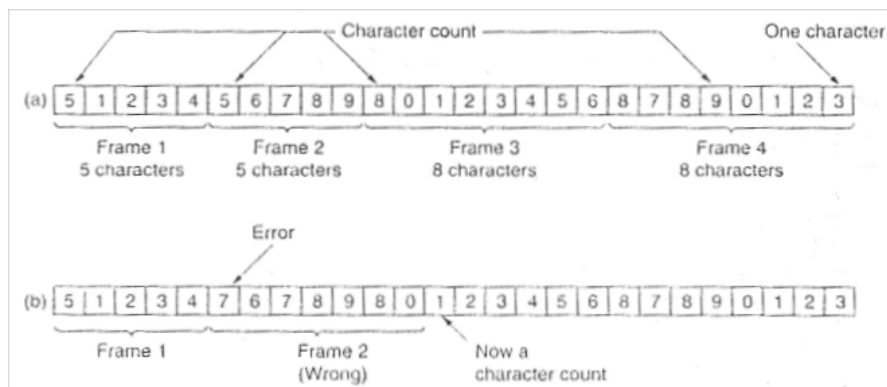 Character count One character
(a) 5 1 2 3 4 5 6 7 8 9 8 0 1 2 3 4 5 6 8 7 8 9 0 1 2 3
Frame 1 Frame 2 Frame 3 Frame 4
5 characters 5 characters 8 characters 8 characters
Error
(b) 5 1 2 3 4 7 6 7 8 9 8 0 1 2 3 4 5 6 8 7 8 9 0 1 2 3
Frame 1 Frame 2 Now a
(Wrong) character count